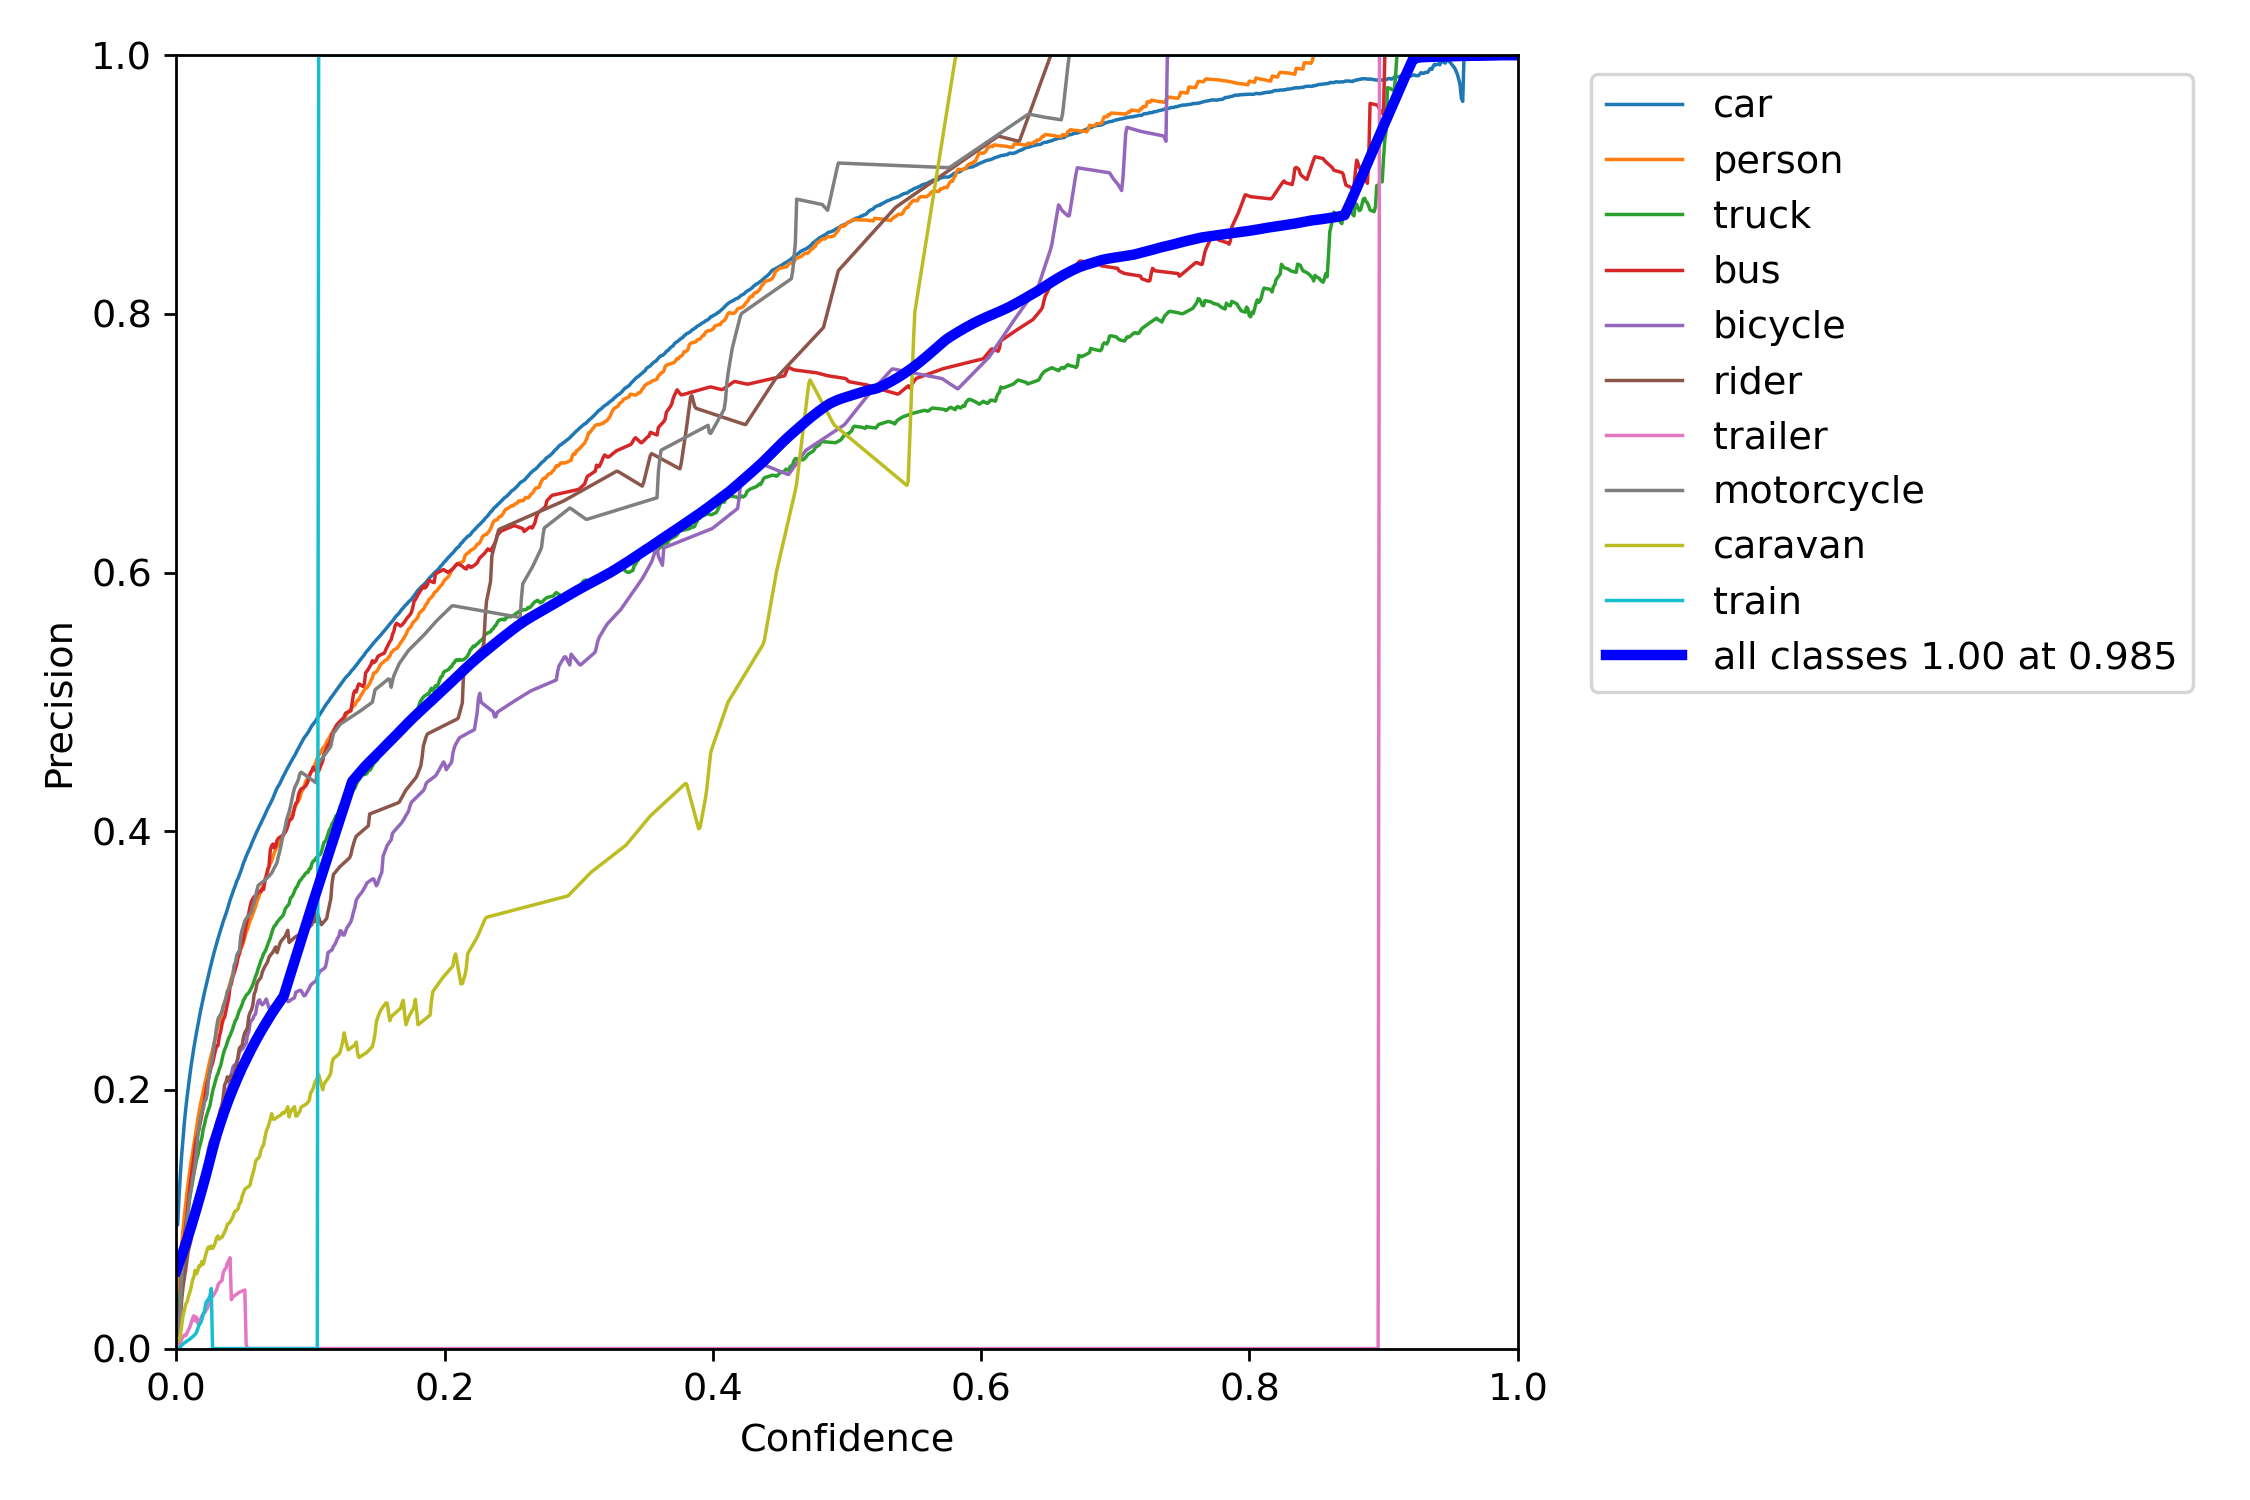 1.0
0.8
0.6
0.4
0.2
0.0
Precision
0.0 0.2 0.4 0.6 0.8 1.0
Confidence
car
person
truck
bus
bicycle
rider
trailer
motorcycle
caravan
train
all classes 1.00 at 0.985